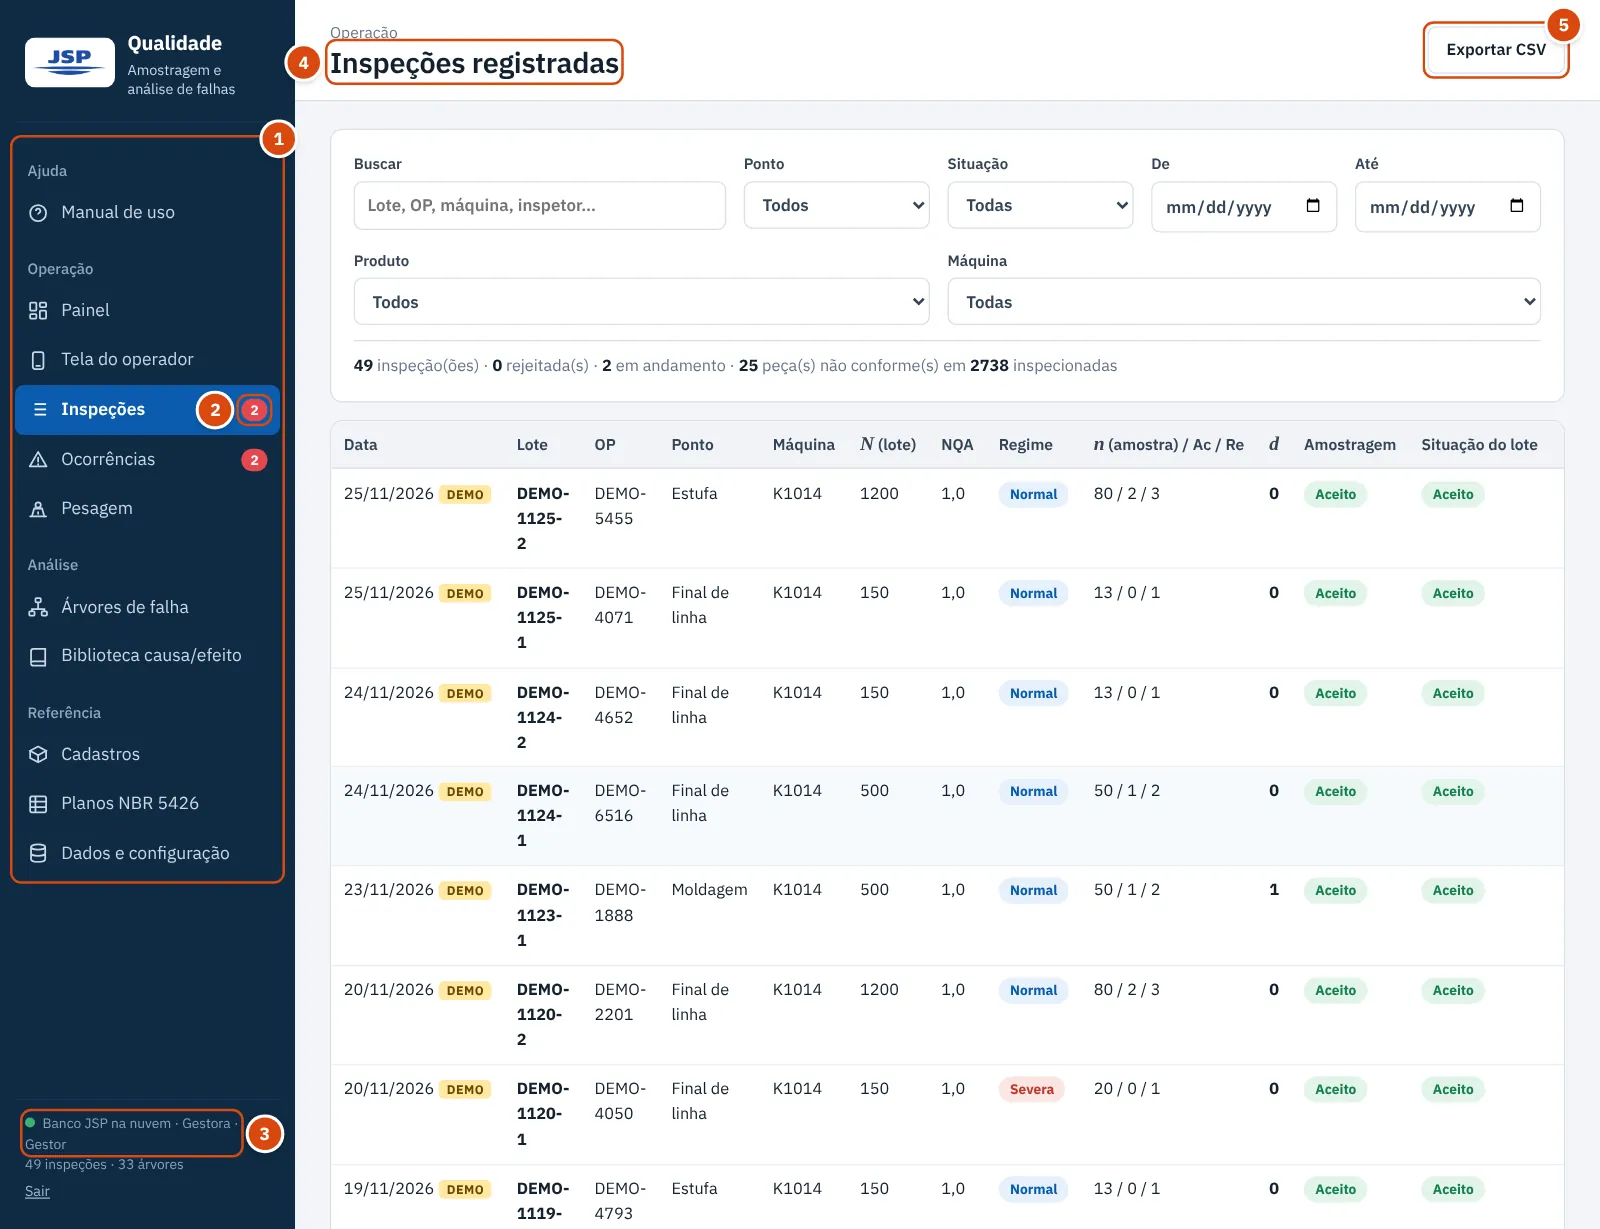 JSP
Qualidade
Amostragem e
análise de falhas
1
Ajuda
Manual de uso
Operação
Painel
Tela do operador
Inspeções 2 2
Ocorrências 2
Pesagem
Análise
Árvores de falha
Biblioteca causa/efeito
Referência
Cadastros
Planos NBR 5426
Dados e configuração
Banco JSP na nuvem · Gestora ·
Gestor
3
49 inspeções · 33 árvores
Sair
Operação
4 Inspeções registradas
Exportar CSV 5
Buscar Ponto Situação De Até
Lote, OP, máquina, inspetor... Todos Todas mm/dd/yyyy mm/dd/yyyy
Produto Máquina
Todos Todas
49 inspeção(ões) · 0 rejeitada(s) · 2 em andamento · 25 peça(s) não conforme(s) em 2738 inspecionadas
Data Lote OP Ponto Máquina N (lote) NQA Regime n (amostra) / Ac / Re d Amostragem Situação do lote
25/11/2026 DEMO DEMO- DEMO- Estufa K1014 1200 1,0 Normal 80 / 2 / 3 0 Aceito Aceito
1125- 5455
2
25/11/2026 DEMO DEMO- DEMO- Final de K1014 150 1,0 Normal 13 / 0 / 1 0 Aceito Aceito
1125- 4071 linha
1
24/11/2026 DEMO DEMO- DEMO- Final de K1014 150 1,0 Normal 13 / 0 / 1 0 Aceito Aceito
1124- 4652 linha
2
24/11/2026 DEMO DEMO- DEMO- Final de K1014 500 1,0 Normal 50 / 1 / 2 0 Aceito Aceito
1124- 6516 linha
1
23/11/2026 DEMO DEMO- DEMO- Moldagem K1014 500 1,0 Normal 50 / 1 / 2 1 Aceito Aceito
1123- 1888
1
20/11/2026 DEMO DEMO- DEMO- Final de K1014 1200 1,0 Normal 80 / 2 / 3 0 Aceito Aceito
1120- 2201 linha
2
20/11/2026 DEMO DEMO- DEMO- Final de K1014 150 1,0 Severa 20 / 0 / 1 0 Aceito Aceito
1120- 4050 linha
1
19/11/2026 DEMO DEMO- DEMO- Estufa K1014 150 1,0 Normal 13 / 0 / 1 0 Aceito Aceito
1119- 4793